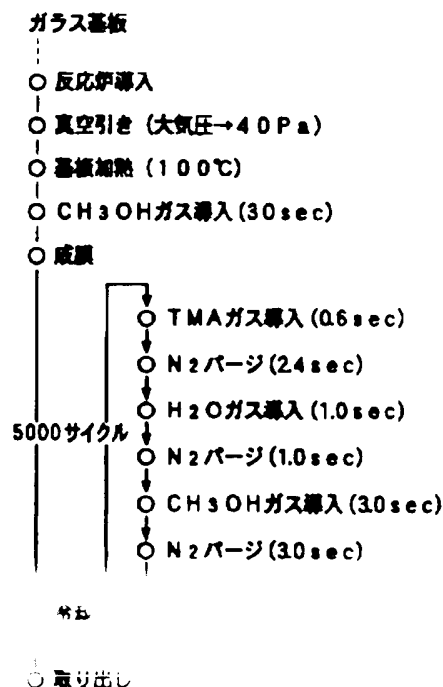 ガラス基板
反応炉導入
真空引き (大気圧→40Pa)
基板加熱 (100℃)
CH3OHガス導入(30sec)
成膜
TMAガス導入(0.6sec)
N2パージ(2.4sec)
H2Oガス導入(1.0sec)
5000サイクル
N2パージ(1.0sec)
CH3OHガス導入(3.0sec)
N2パージ(3.0sec)
取り出し